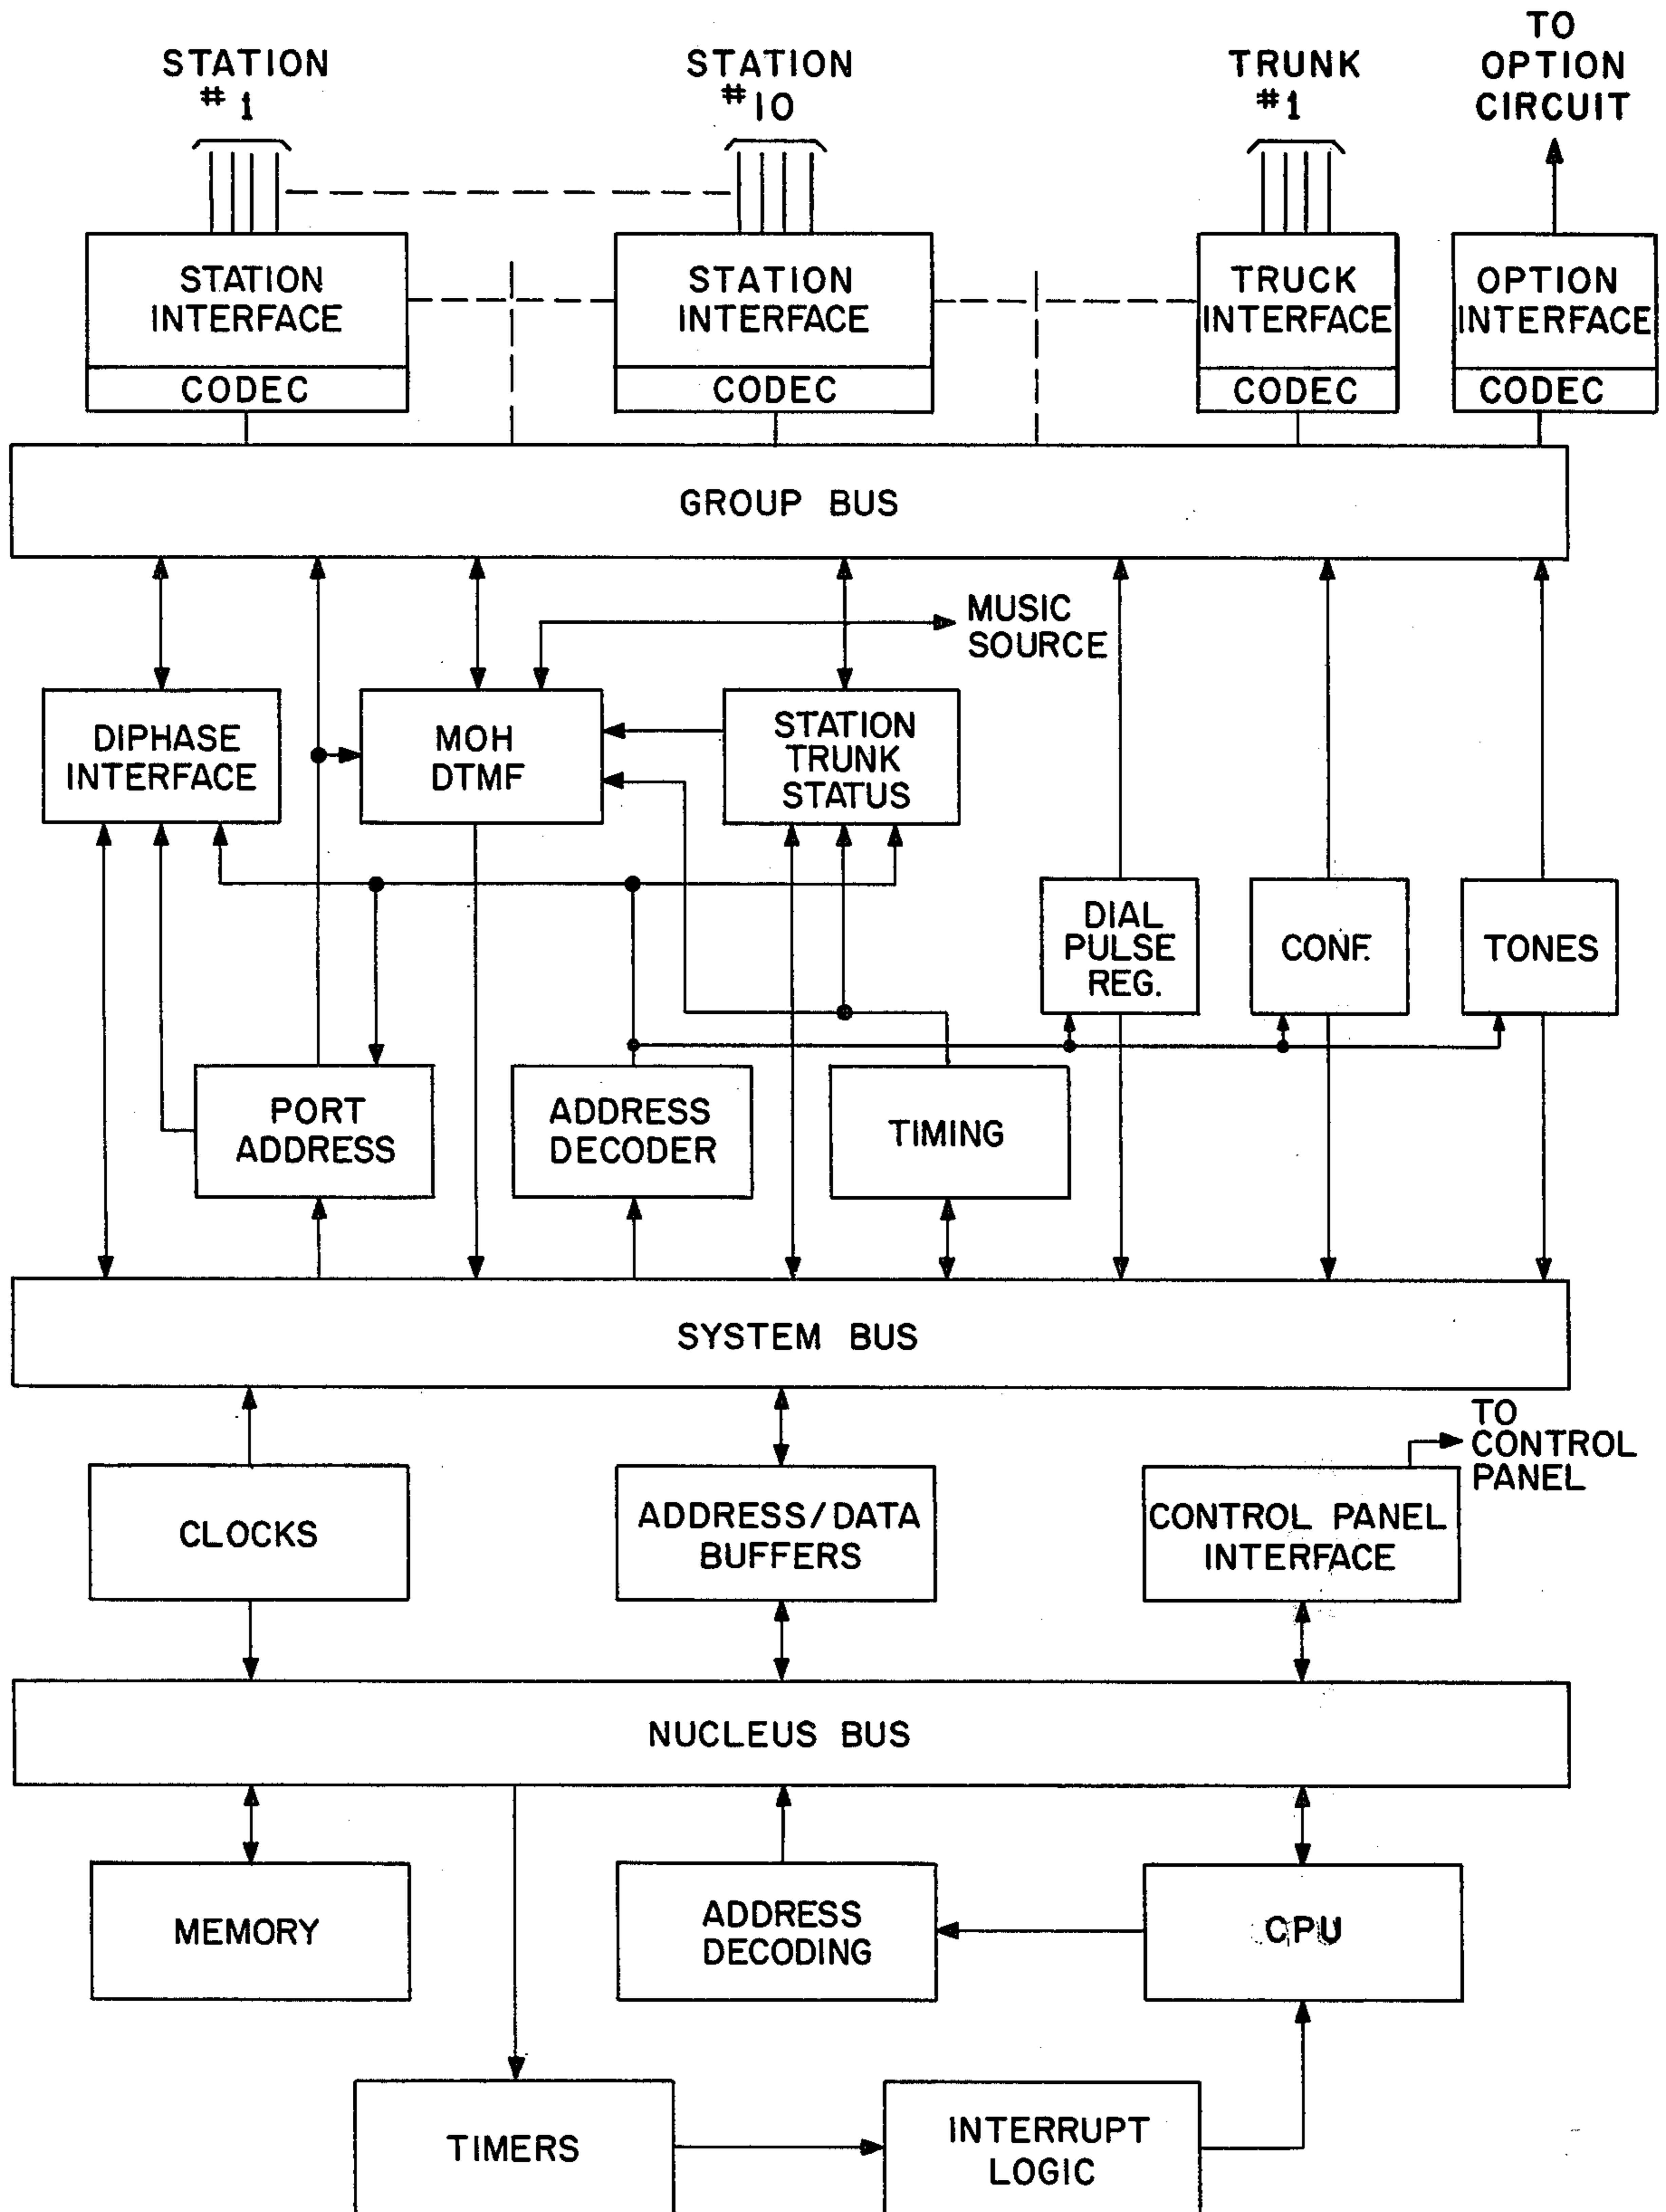 STATION
# 1
STATION
#10
TRUNK
#1
TO
OPTION
CIRCUIT
STATION
INTERFACE
CODEC
STATION
INTERFACE
CODEC
TRUCK
INTERFACE
CODEC
OPTION
INTERFACE
CODEC
GROUP BUS
MUSIC
SOURCE
DIPHASE
INTERFACE
MOH
DTMF
STATION
TRUNK
STATUS
DIAL
PULSE
REG.
CONF.
TONES
PORT
ADDRESS
ADDRESS
DECODER
TIMING
SYSTEM BUS
TO
CONTROL
PANEL
CLOCKS
ADDRESS/DATA
BUFFERS
CONTROL PANEL
INTERFACE
NUCLEUS BUS
MEMORY
ADDRESS
DECODING
CPU
TIMERS
INTERRUPT
LOGIC